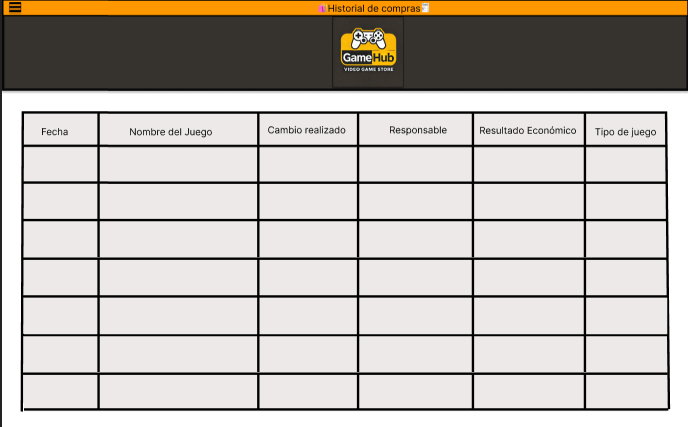 🛍️Historial de compras🧾
GameHub
VIDEO GAME STORE
Fecha
Nombre del Juego
Cambio realizado
Responsable
Resultado Económico
Tipo de juego